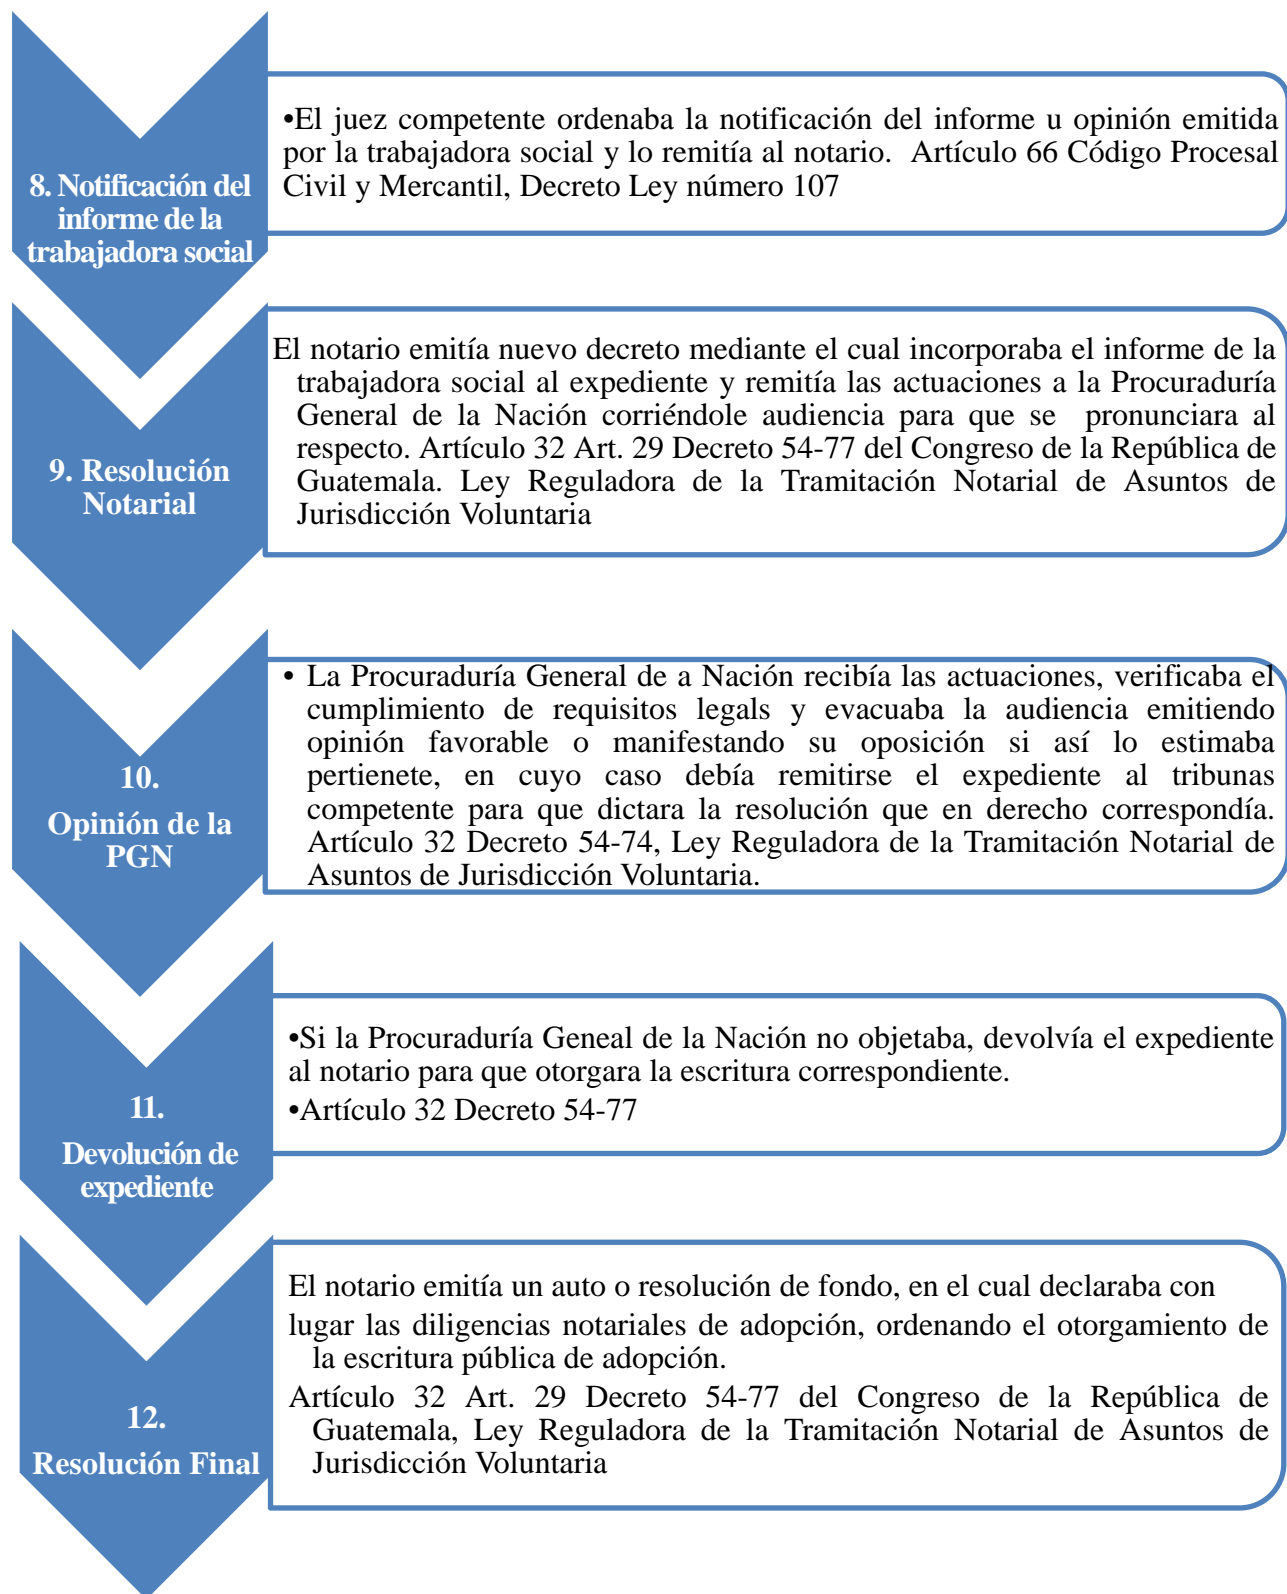 8. Notificación del
informe de la
trabajadora social
•El juez competente ordenaba la notificación del informe u opinión emitida
por la trabajadora social y lo remitía al notario. Artículo 66 Código Procesal
Civil y Mercantil, Decreto Ley número 107
9. Resolución
Notarial
El notario emitía nuevo decreto mediante el cual incorporaba el informe de la
trabajadora social al expediente y remitía las actuaciones a la Procuraduría
General de la Nación corriéndole audiencia para que se pronunciara al
respecto. Artículo 32 Art. 29 Decreto 54-77 del Congreso de la República de
Guatemala. Ley Reguladora de la Tramitación Notarial de Asuntos de
Jurisdicción Voluntaria
10.
Opinión de la
PGN
• La Procuraduría General de a Nación recibía las actuaciones, verificaba el
cumplimiento de requisitos legals y evacuaba la audiencia emitiendo
opinión favorable o manifestando su oposición si así lo estimaba
pertienete, en cuyo caso debía remitirse el expediente al tribunas
competente para que dictara la resolución que en derecho correspondía.
Artículo 32 Decreto 54-74, Ley Reguladora de la Tramitación Notarial de
Asuntos de Jurisdicción Voluntaria.
11.
Devolución de
expediente
•Si la Procuraduría Geneal de la Nación no objetaba, devolvía el expediente
al notario para que otorgara la escritura correspondiente.
•Artículo 32 Decreto 54-77
12.
Resolución Final
El notario emitía un auto o resolución de fondo, en el cual declaraba con
lugar las diligencias notariales de adopción, ordenando el otorgamiento de
la escritura pública de adopción.
Artículo 32 Art. 29 Decreto 54-77 del Congreso de la República de
Guatemala, Ley Reguladora de la Tramitación Notarial de Asuntos de
Jurisdicción Voluntaria